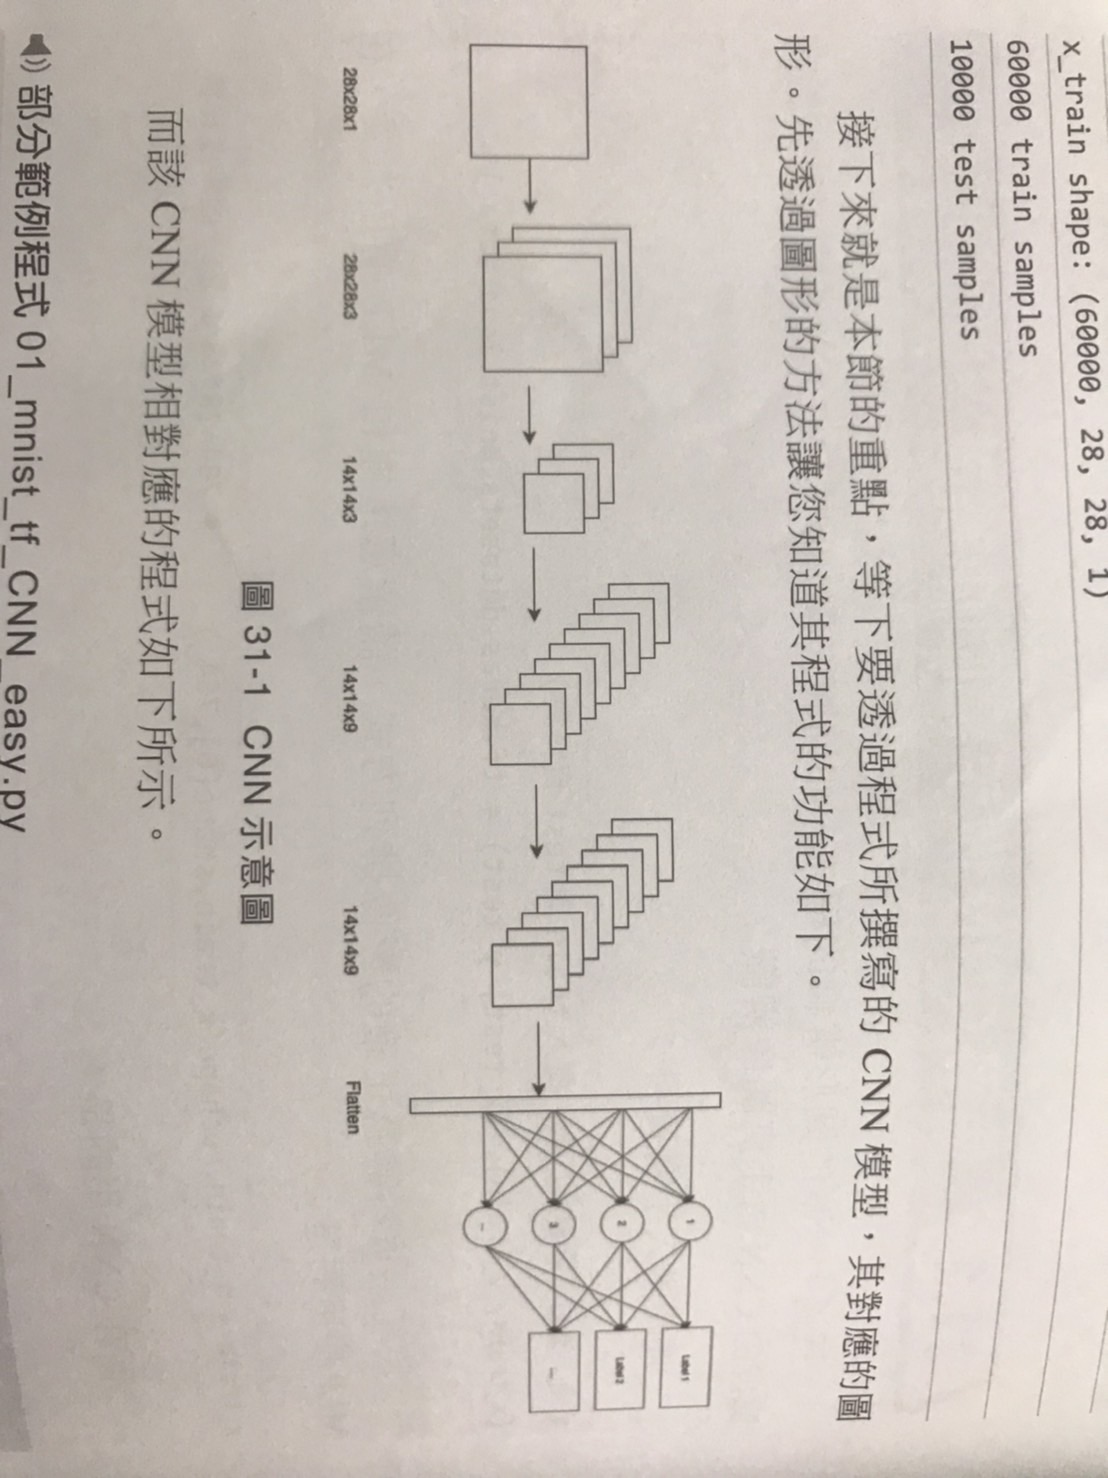 x_train shape: (60000, 28, 28, 1)
60000 train samples
10000 test samples
接下來就是本節的重點，等下要透過程式所撰寫的 CNN 模型，其對應的圖
形。先透過圖形的方法讓您知道其程式的功能如下。
1
Label 1
2
Label 2
3
...
...
28x28x1 28x28x3 14x14x3 14x14x9 14x14x9 Flatten
圖 31-1 CNN 示意圖
而該 CNN 模型相對應的程式如下所示。
部分範例程式 01_mnist_tf_CNN_easy.py